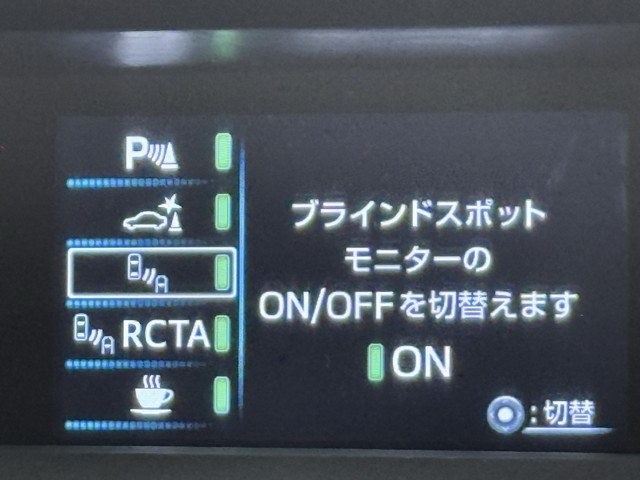 P
RCTA
ブラインドスポット
モニターの
ON/OFFを切替えます
ON
:切替